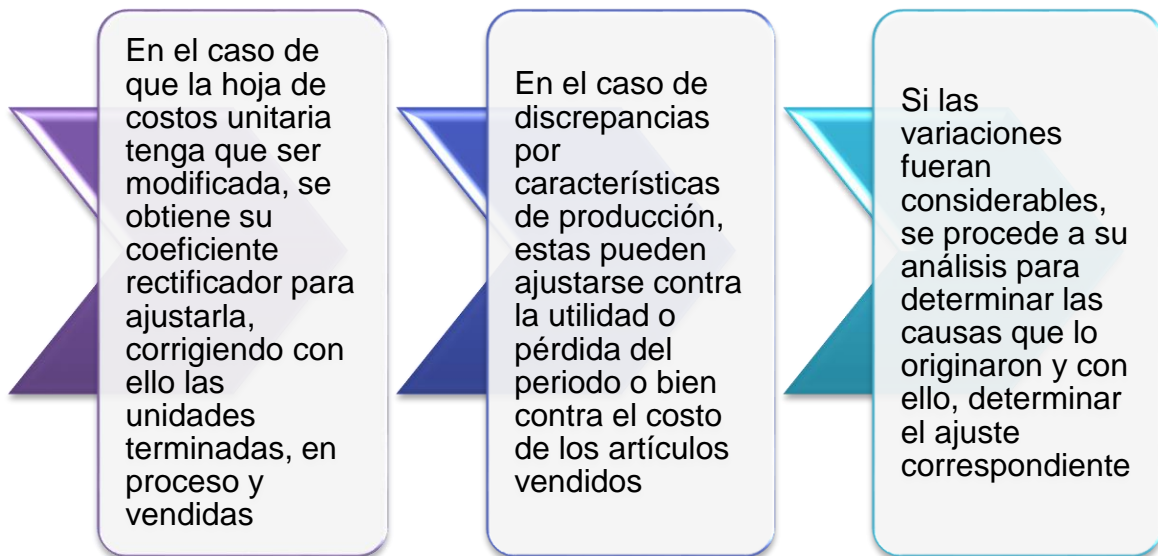 En el caso de
que la hoja de
costos unitaria
tenga que ser
modificada, se
obtiene su
coeficiente
rectificador para
ajustarla,
corrigiendo con
ello las
unidades
terminadas, en
proceso y
vendidas
En el caso de
discrepancias
por
características
de producción,
estas pueden
ajustarse contra
la utilidad o
pérdida del
periodo o bien
contra el costo
de los artículos
vendidos
Si las
variaciones
fueran
considerables,
se procede a su
análisis para
determinar las
causas que lo
originaron y con
ello, determinar
el ajuste
correspondiente